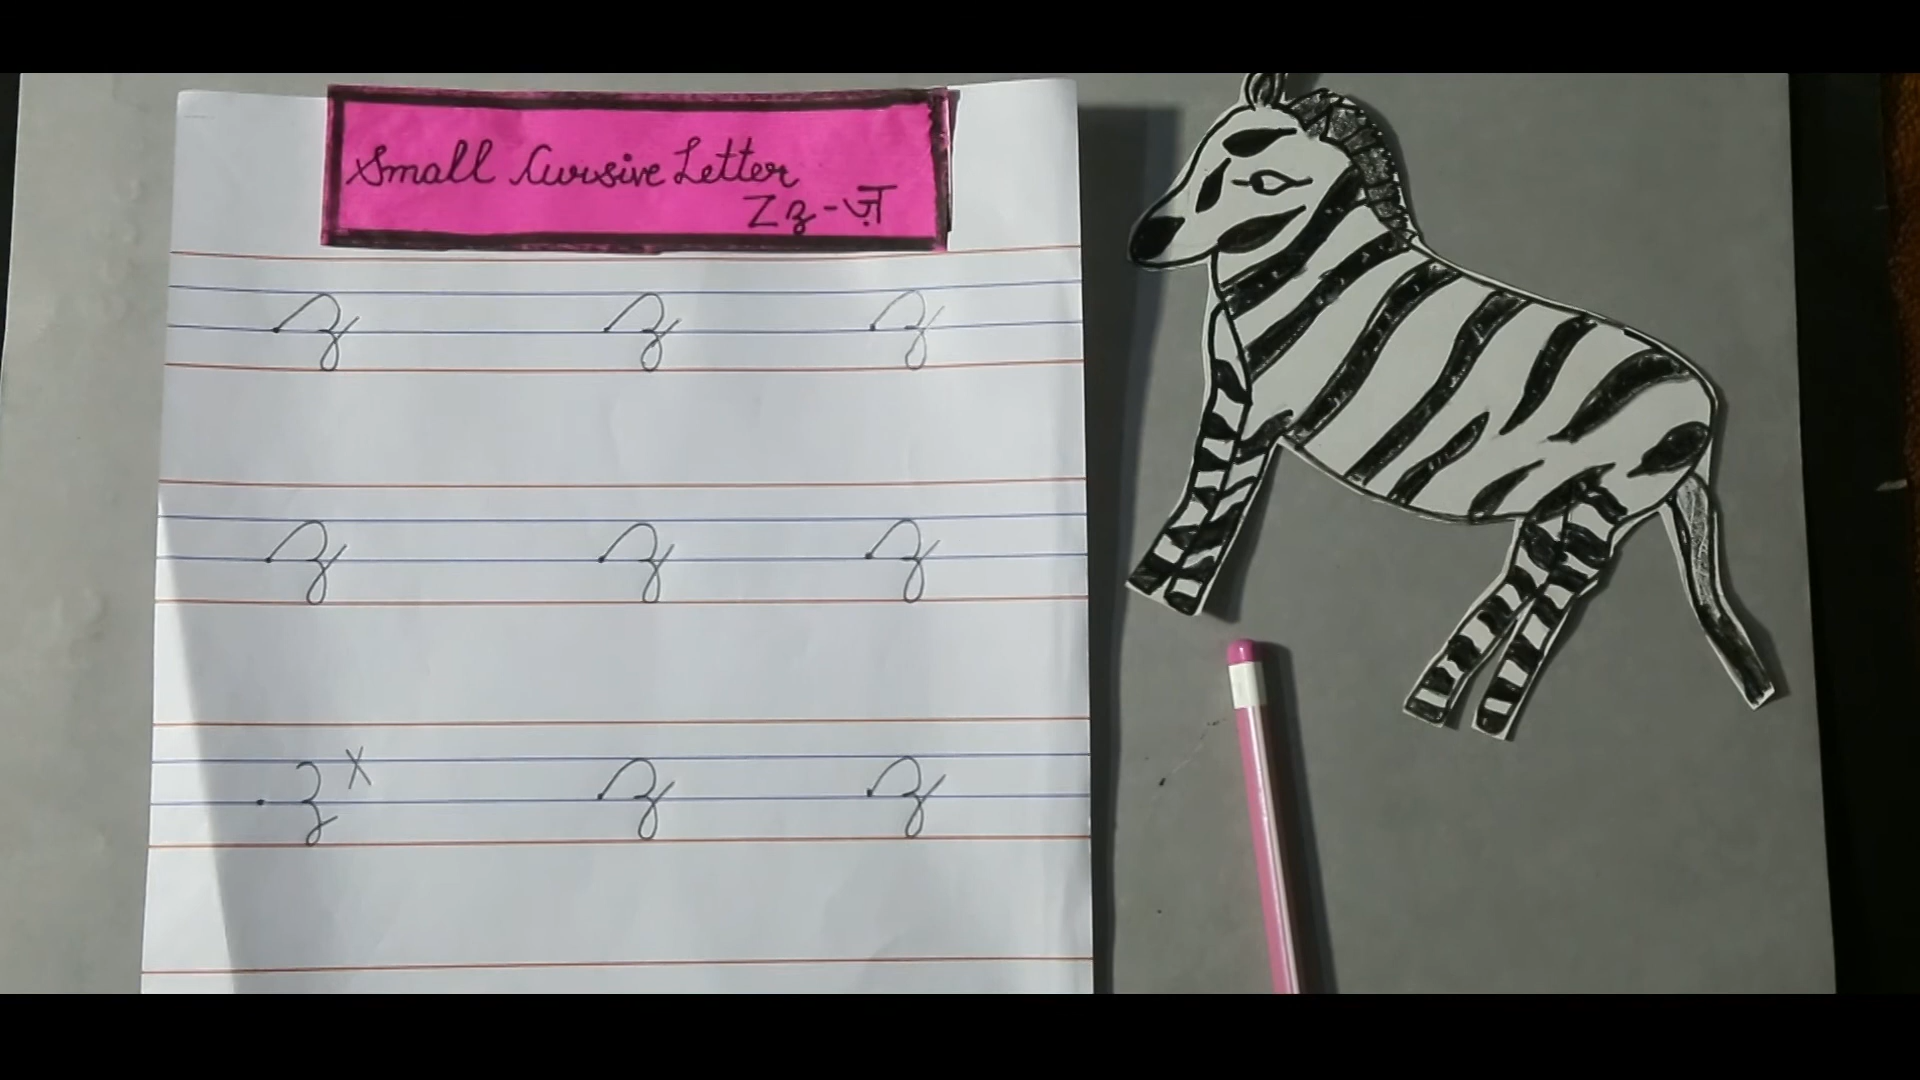 Small Cursive Letter
Zz-ज़
z z z
z z z
z x z z